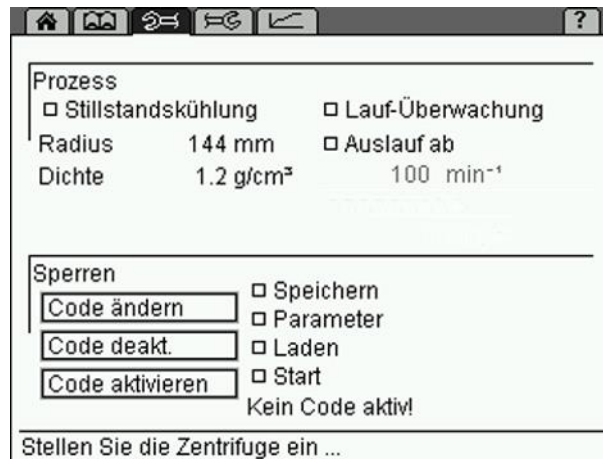 ?
Prozess
Stillstandskühlung
Lauf-Überwachung
Radius 144 mm
Auslauf ab
Dichte 1.2 g/cm³
100 min⁻¹
Sperren
Code ändern
Speichern
Parameter
Code deakt.
Laden
Code aktivieren
Start
Kein Code aktiv!
Stellen Sie die Zentrifuge ein ...